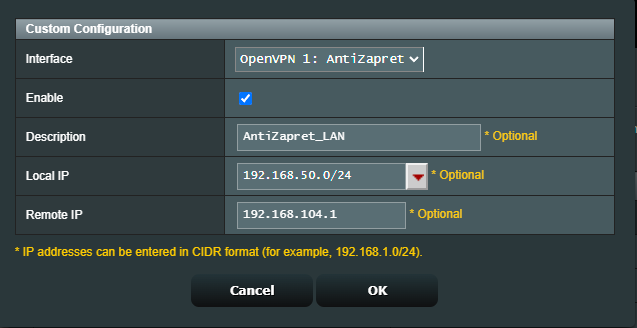 Custom Configuration
Interface OpenVPN 1: AntiZapret
Enable
Description AntiZapret_LAN * Optional
Local IP 192.168.50.0/24 * Optional
Remote IP 192.168.104.1 * Optional
* IP addresses can be entered in CIDR format (for example, 192.168.1.0/24).
Cancel OK